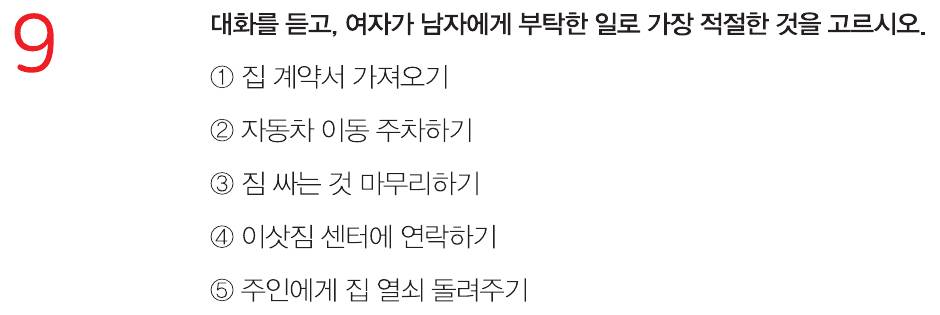 9
대화를 듣고, 여자가 남자에게 부탁한 일로 가장 적절한 것을 고르시오.
① 집 계약서 가져오기
② 자동차 이동 주차하기
③ 짐 싸는 것 마무리하기
④ 이삿짐 센터에 연락하기
⑤ 주인에게 집 열쇠 돌려주기